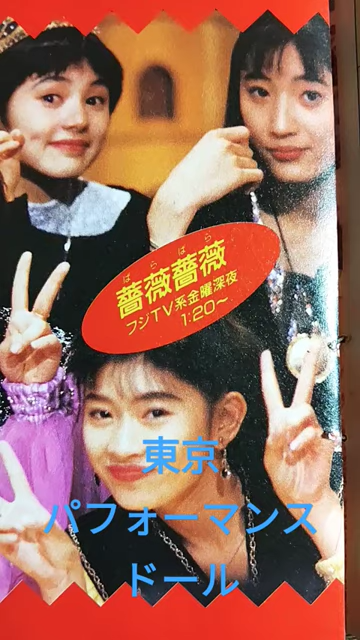 ばらばら
薔薇薔薇
フジTV系金曜深夜
1:20〜
東京
パフォーマンス
ドール